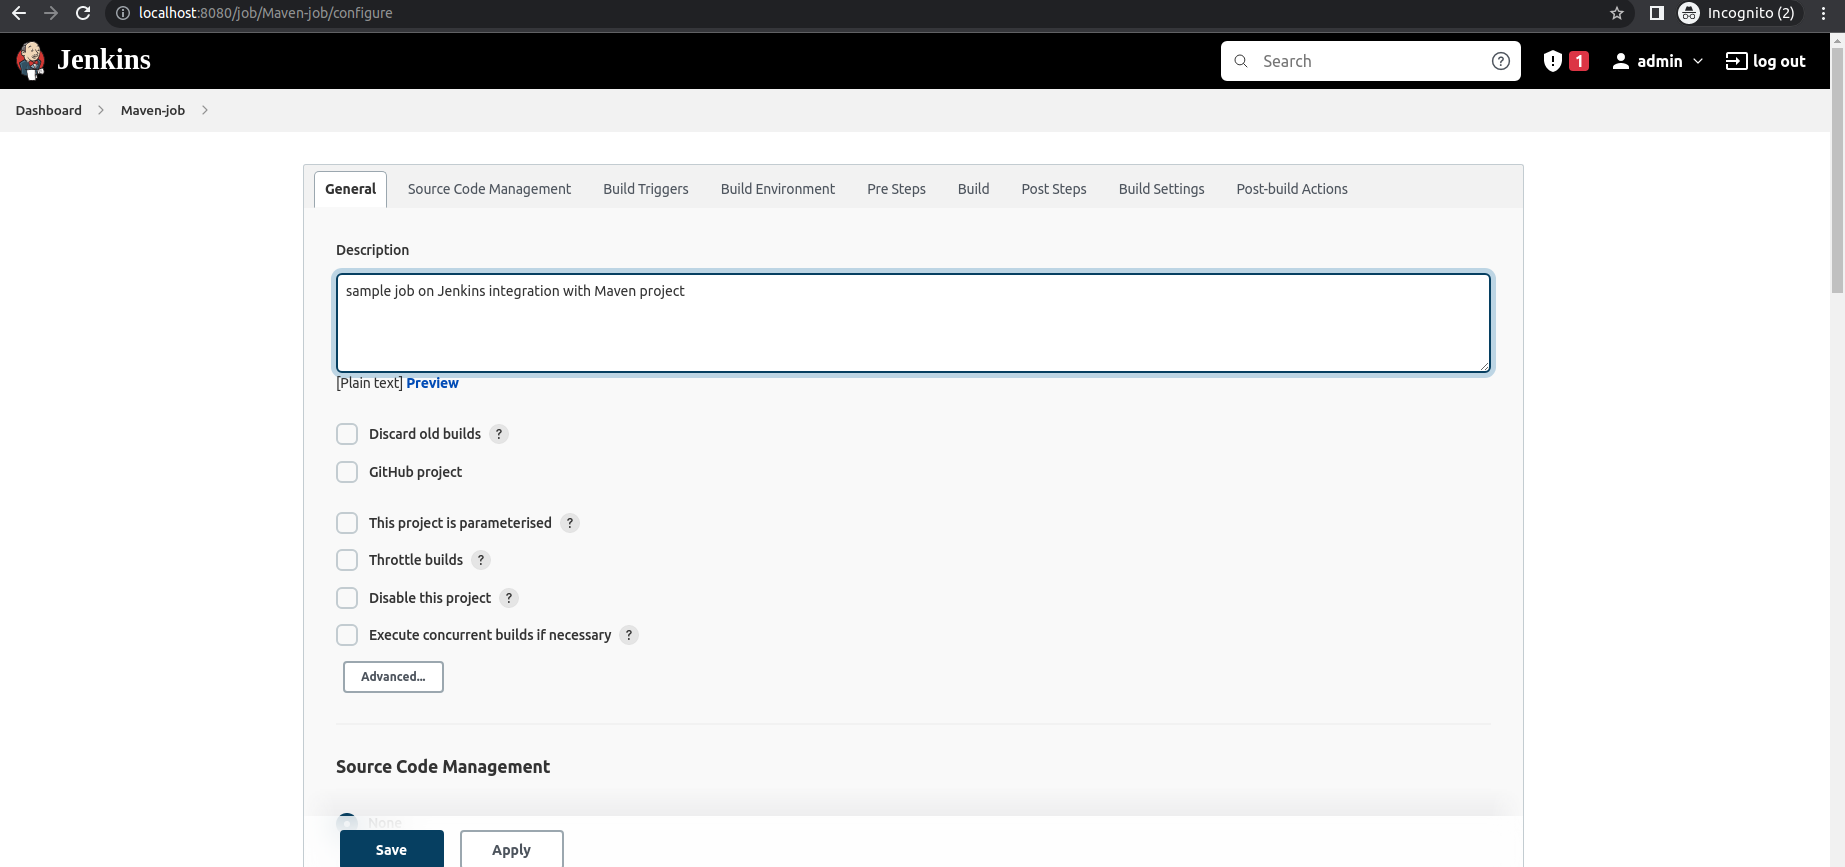 localhost:8080/job/Maven-job/configure
Incognito (2)
Jenkins
Search
?
1
admin
log out
Dashboard
Maven-job
General
Source Code Management
Build Triggers
Build Environment
Pre Steps
Build
Post Steps
Build Settings
Post-build Actions
Description
sample job on Jenkins integration with Maven project
[Plain text] Preview
Discard old builds ?
GitHub project
This project is parameterised ?
Throttle builds ?
Disable this project ?
Execute concurrent builds if necessary ?
Advanced...
Source Code Management
None
Save
Apply